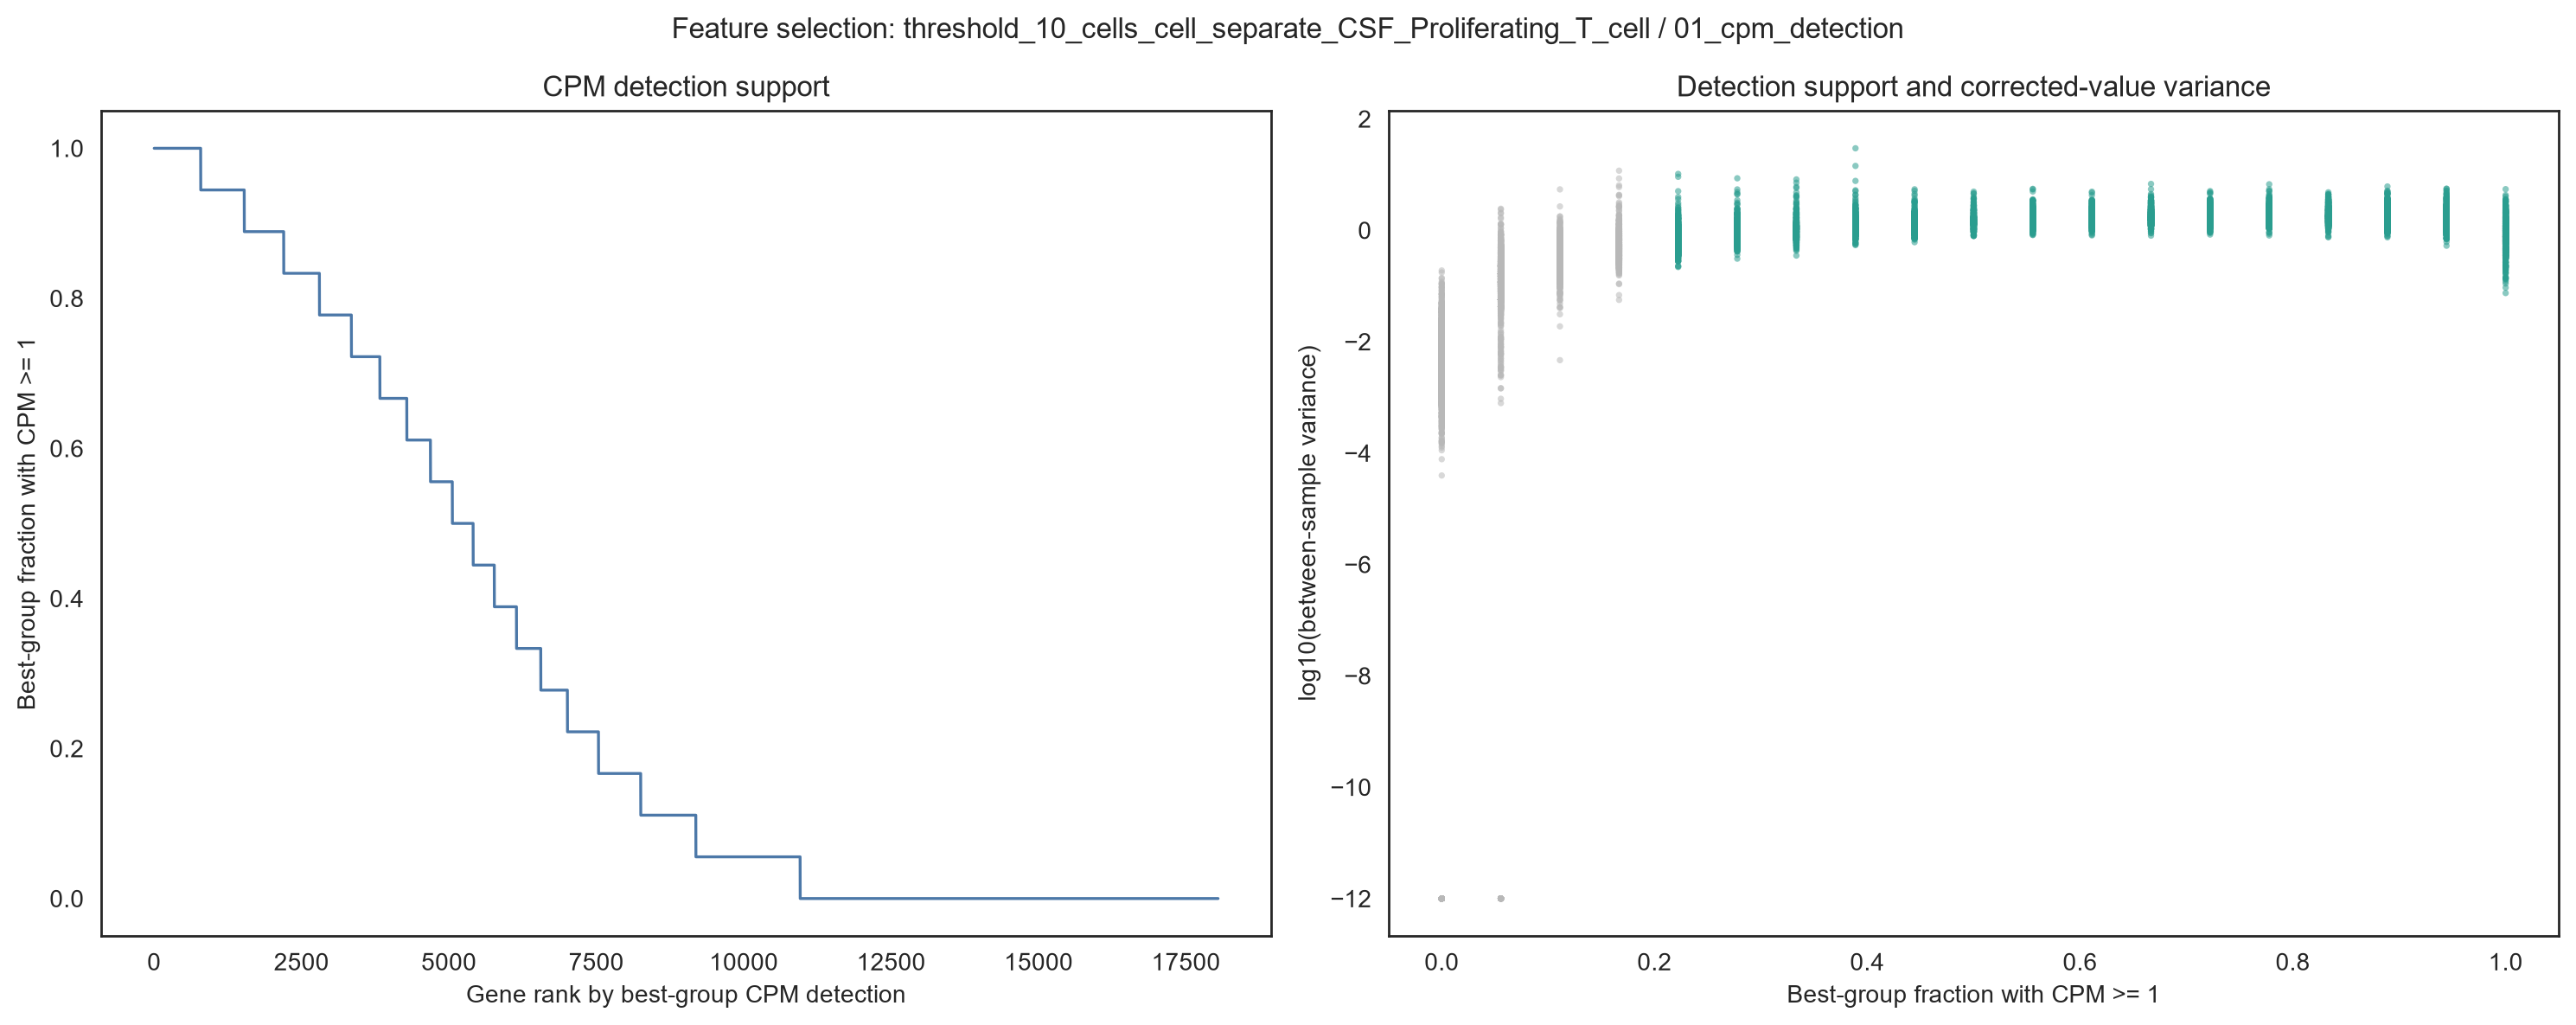 Feature selection: threshold_10_cells_cell_separate_CSF_Proliferating_T_cell / 01_cpm_detection
CPM detection support
Best-group fraction with CPM >= 1
1.0
0.8
0.6
0.4
0.2
0.0
0 2500 5000 7500 10000 12500 15000 17500
Gene rank by best-group CPM detection
Detection support and corrected-value variance
log10(between-sample variance)
2
0
−2
−4
−6
−8
−10
−12
0.0 0.2 0.4 0.6 0.8 1.0
Best-group fraction with CPM >= 1